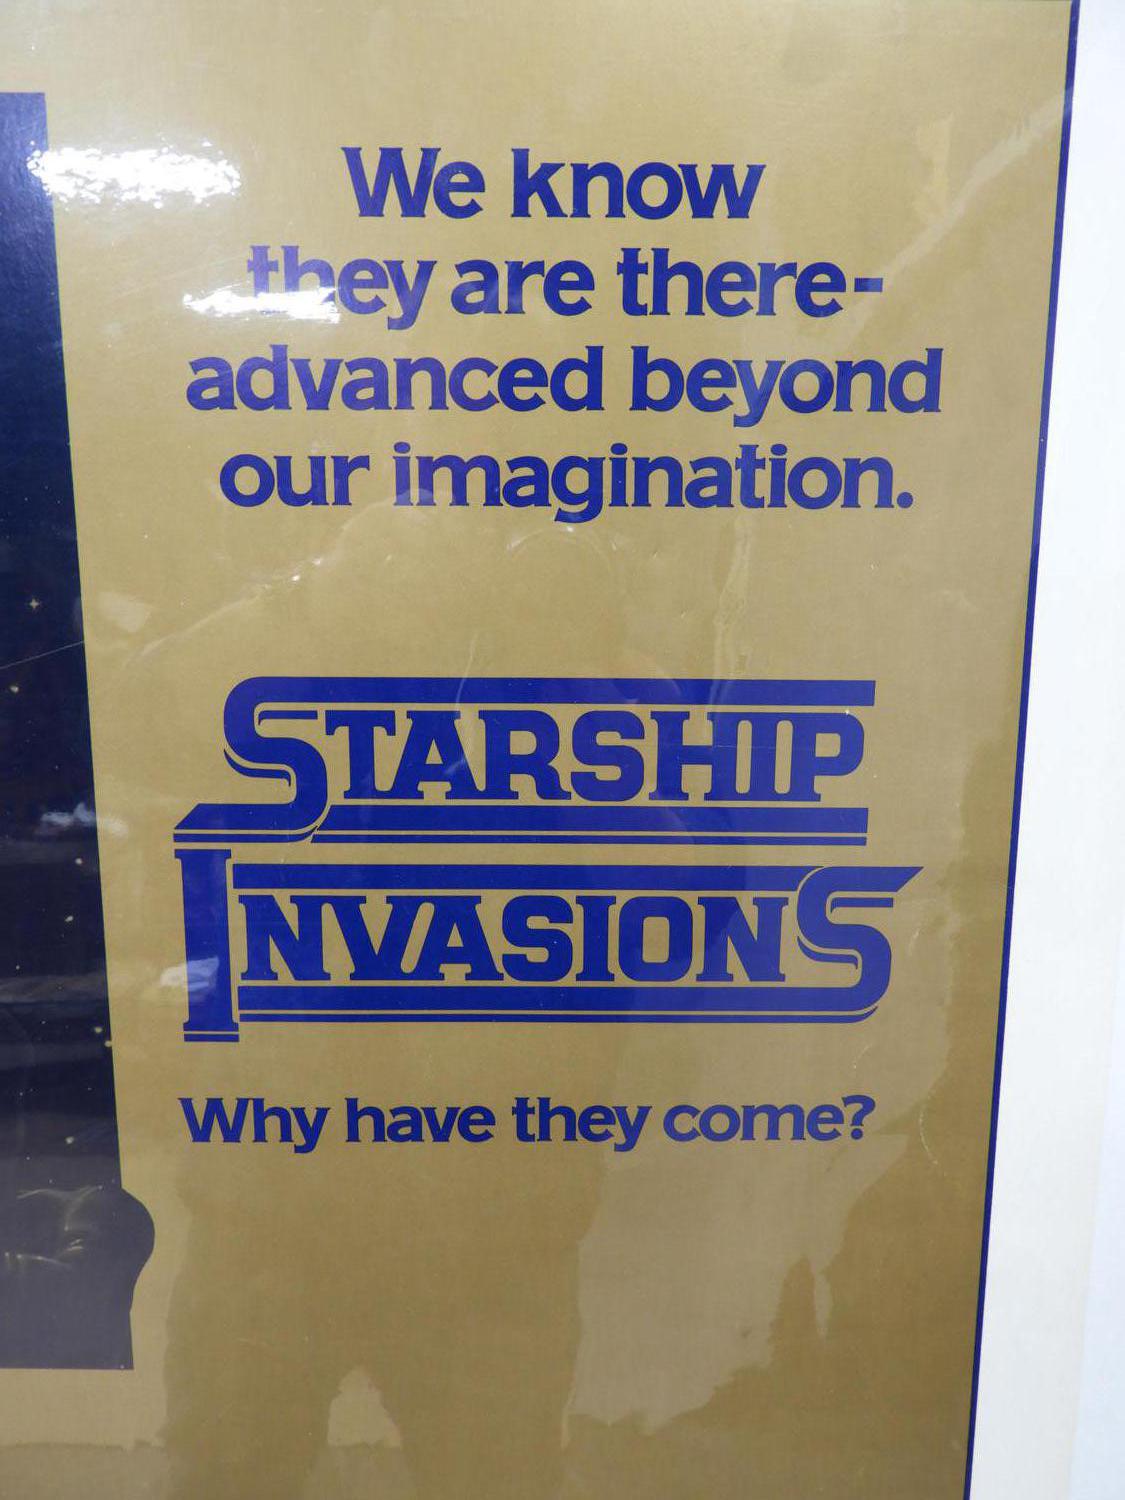 We know
they are there-
advanced beyond
our imagination.
STARSHIP
INVASIONS
Why have they come?